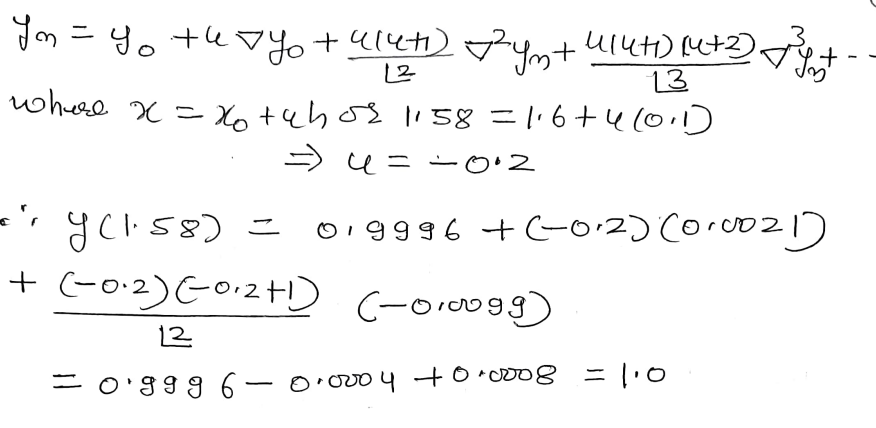 yₙ = y₀ + u∇y₀ + u(u+1)/⌊2 ∇²yₙ + u(u+1)(u+2)/⌊3 ∇³yₙ + --
where x = x₀ + uh or 1.58 = 1.6 + u(0.1)
⇒ u = -0.2
∴ y(1.58) = 0.9996 + (-0.2)(0.0021)
+ (-0.2)(-0.2+1)/⌊2 (-0.0099)
= 0.9996 - 0.0004 + 0.0008 = 1.0